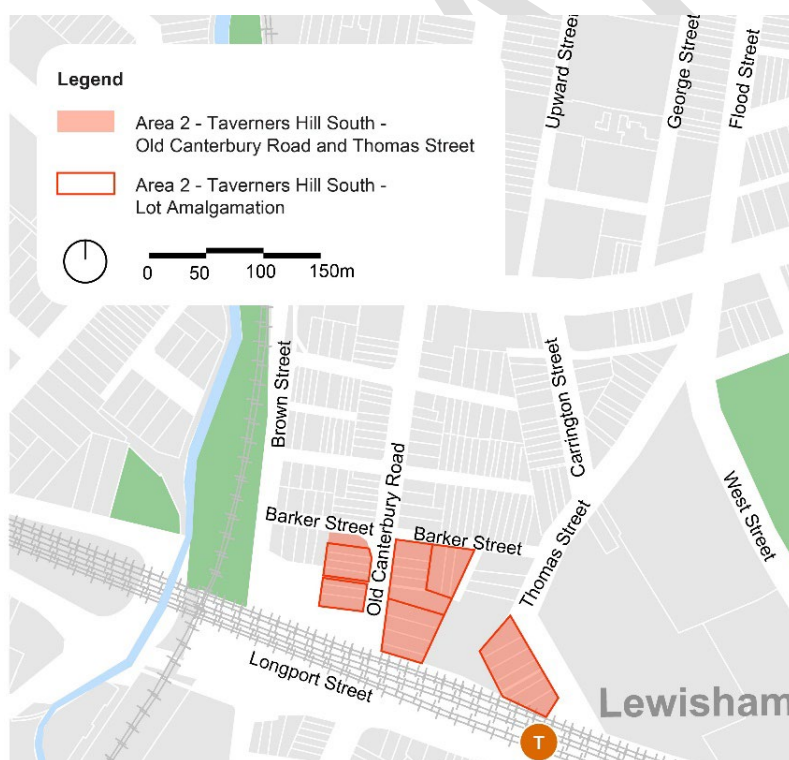 Legend
Area 2 - Taverners Hill South -
Old Canterbury Road and Thomas Street
Area 2 - Taverners Hill South -
Lot Amalgamation
0 50 100 150m
Upward Street
George Street
Flood Street
Brown Street
Carrington Street
Old Canterbury Road
West Street
Barker Street
Barker Street
Thomas Street
Longport Street
Lewisham
T